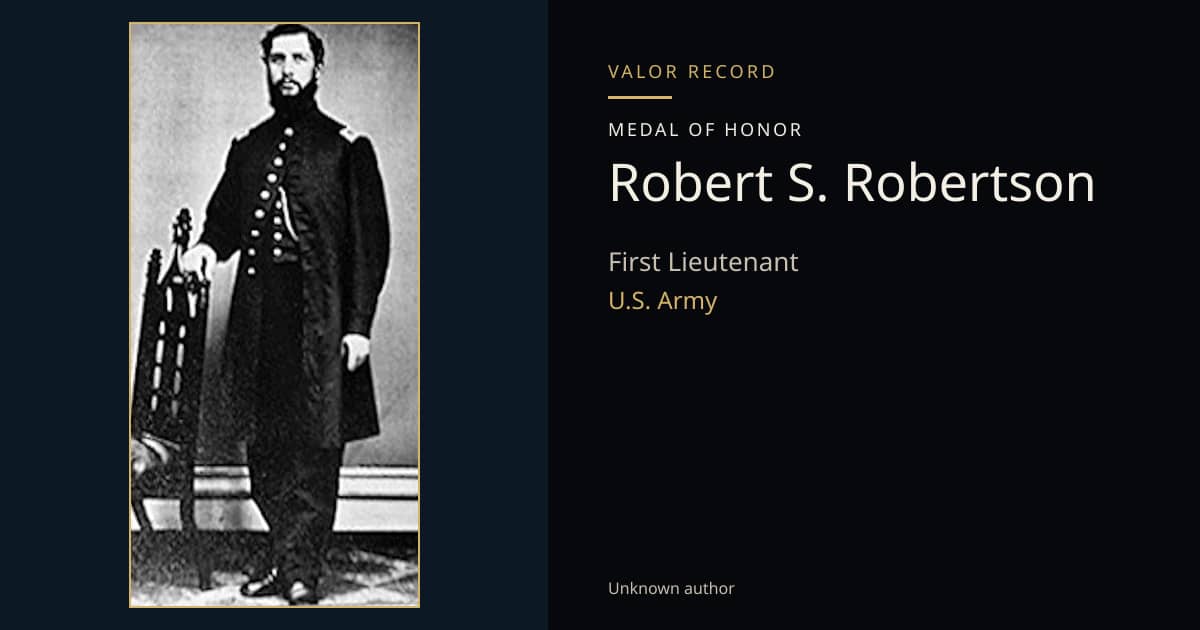 VALOR RECORD
MEDAL OF HONOR
Robert S. Robertson
First Lieutenant
U.S. Army
Unknown author